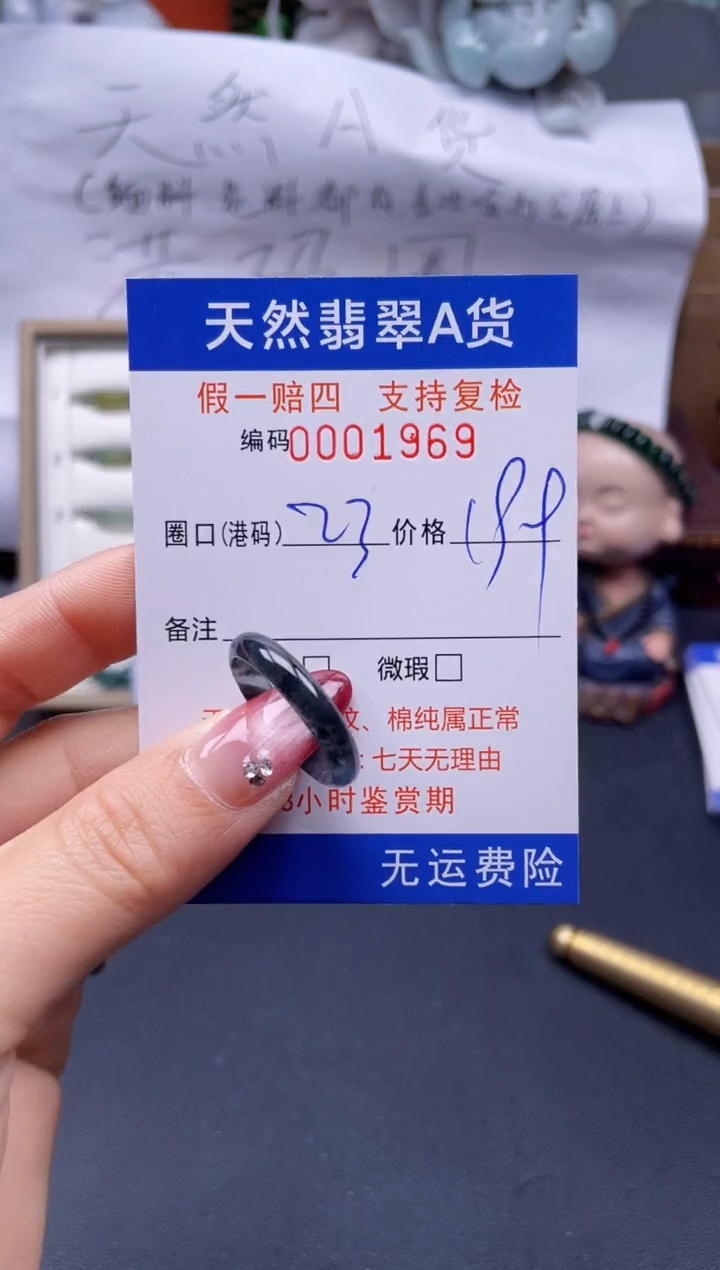 天然A货
天然翡翠A货
假一赔四 支持复检
编码0001969
圈口(港码) 23 价格 199
备注
微瑕
纹、棉纯属正常
：七天无理由
小时鉴赏期
无运费险